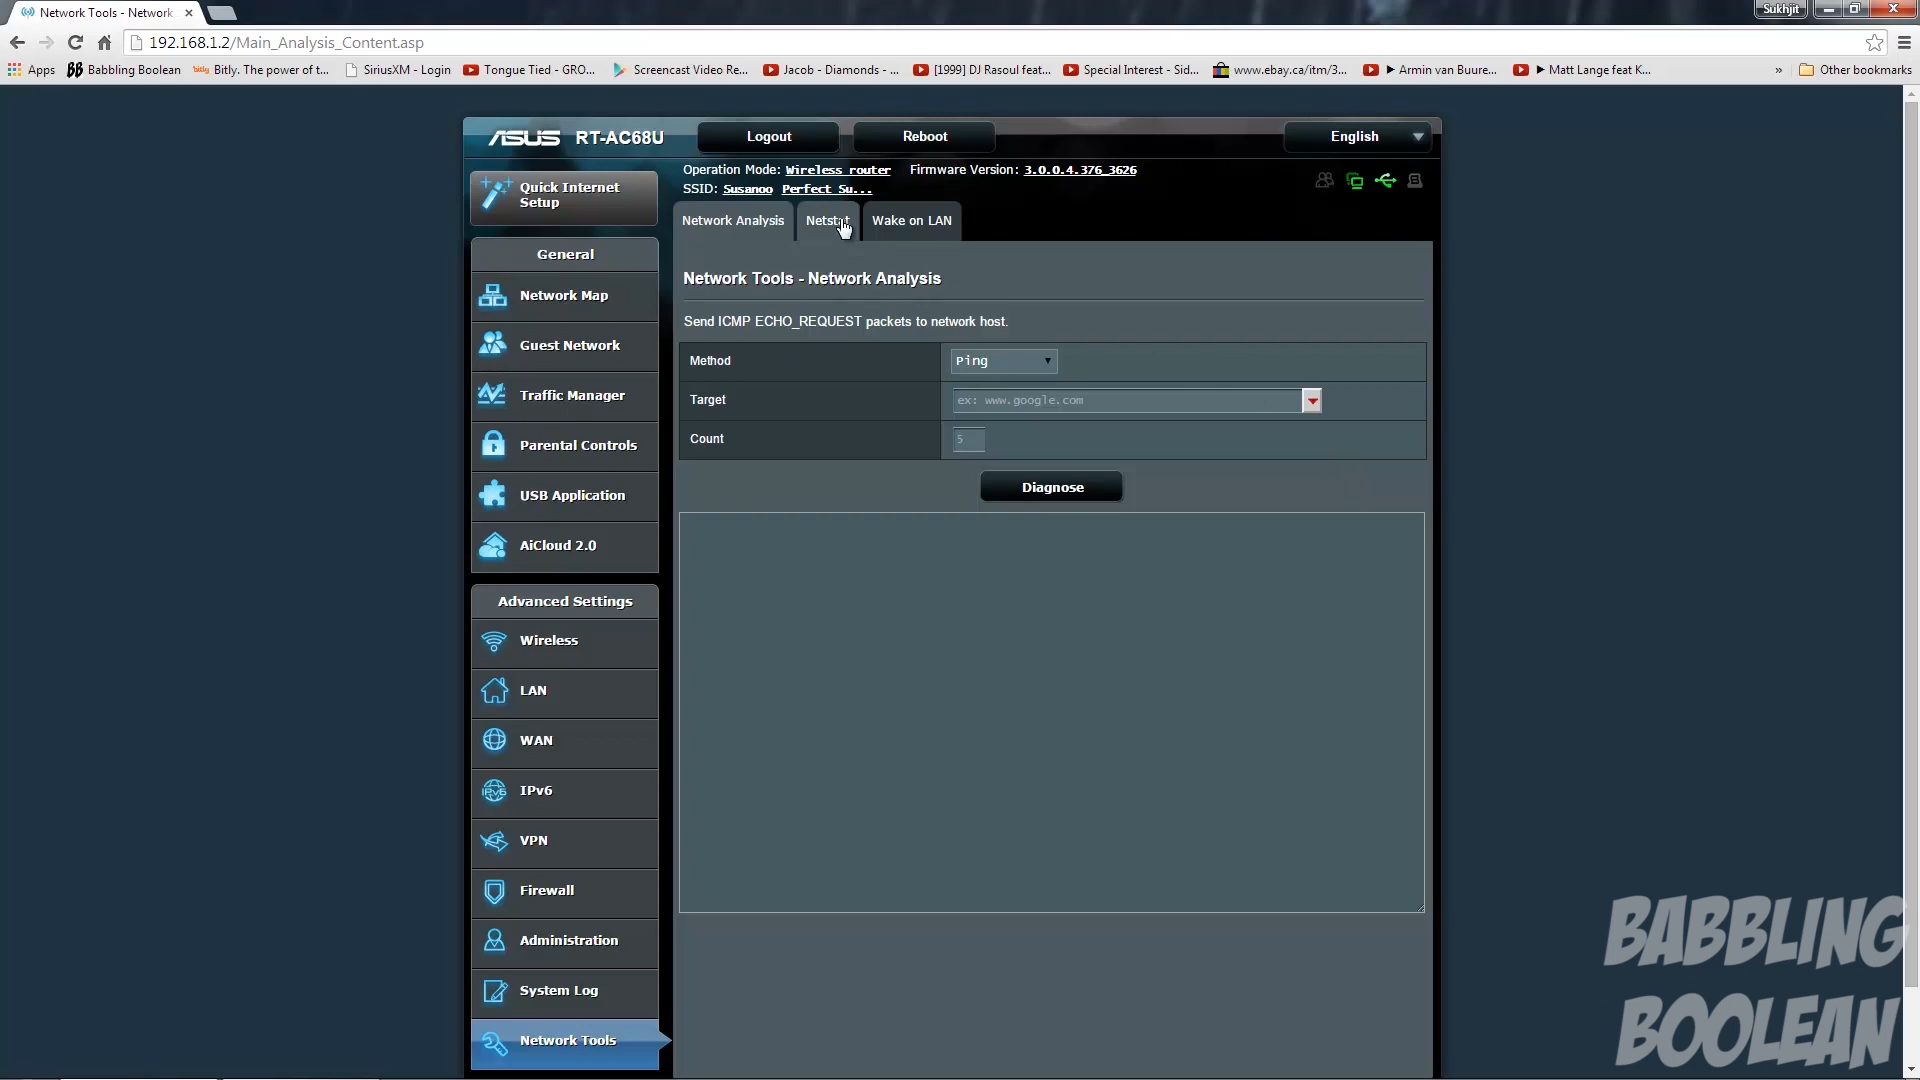 Network Tools - Network
Sukhjit
192.168.1.2/Main_Analysis_Content.asp
Apps BB Babbling Boolean bitly Bitly. The power of t... SiriusXM - Login Tongue Tied - GRO... Screencast Video Re... Jacob - Diamonds - ... [1999] DJ Rasoul feat... Special Interest - Sid... www.ebay.ca/itm/3... ► Armin van Buure... ► Matt Lange feat K... » Other bookmarks
ASUS RT-AC68U Logout Reboot English
Operation Mode: Wireless router Firmware Version: 3.0.0.4.376_3626
SSID: Susanoo Perfect Su...
Quick Internet
Setup
Network Analysis Netstat Wake on LAN
General
Network Map
Guest Network
Traffic Manager
Parental Controls
USB Application
AiCloud 2.0
Advanced Settings
Wireless
LAN
WAN
IPv6
VPN
Firewall
Administration
System Log
Network Tools
Network Tools - Network Analysis
Send ICMP ECHO_REQUEST packets to network host.
Method Ping
Target ex: www.google.com
Count 5
Diagnose
BABBLING
BOOLEAN